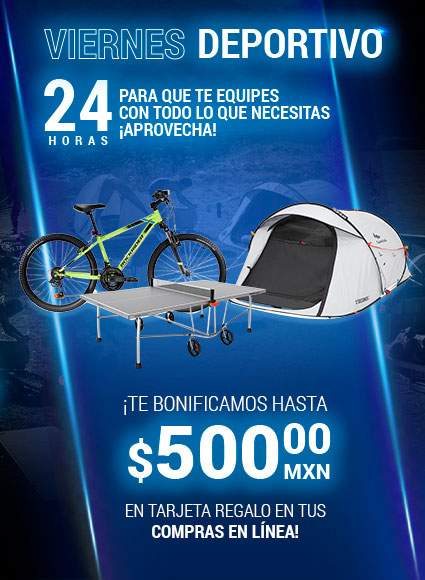 VIERNES DEPORTIVO
24
HORAS
PARA QUE TE EQUIPES
CON TODO LO QUE NECESITAS
¡APROVECHA!
¡TE BONIFICAMOS HASTA
$500.00
MXN
EN TARJETA REGALO EN TUS
COMPRAS EN LÍNEA!